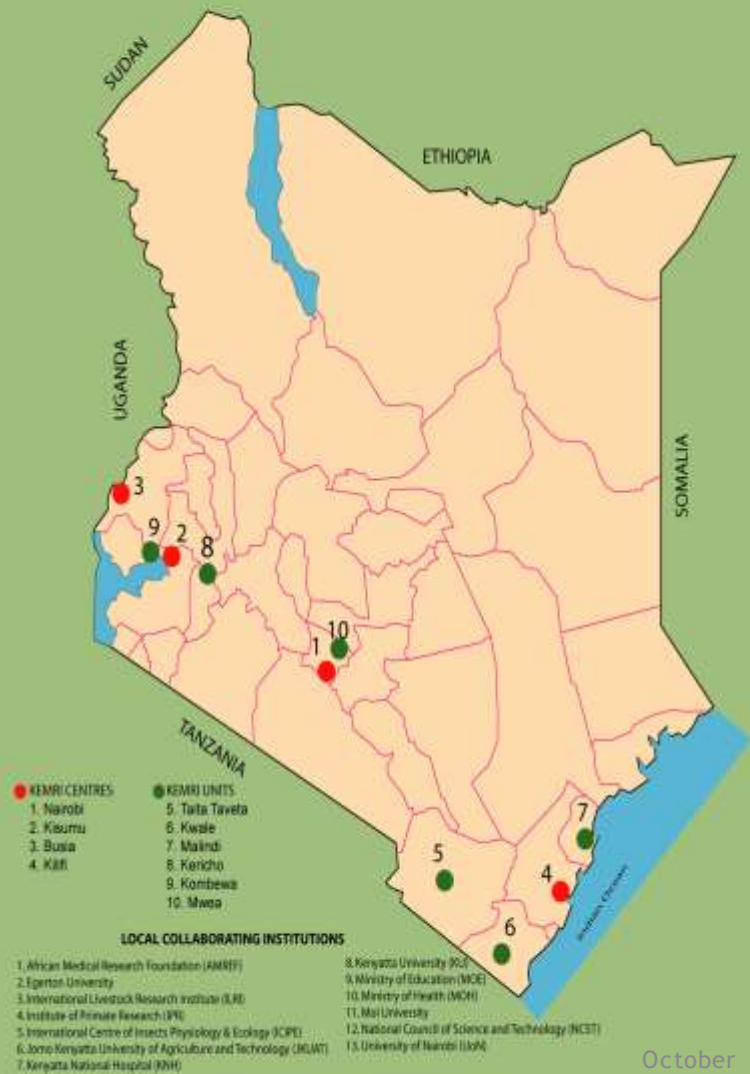 SUDAN
ETHIOPIA
UGANDA
SOMALIA
3
9
2
8
10
1
TANZANIA
7
5
4
6
Indian Ocean
KEMRI CENTRES
1. Nairobi
2. Kisumu
3. Busia
4. Kilifi
KEMRI UNITS
5. Taita Taveta
6. Kwale
7. Malindi
8. Kericho
9. Kombewa
10. Mwea
LOCAL COLLABORATING INSTITUTIONS
1. African Medical Research Foundation (AMREF)
2. Egerton University
3. International Livestock Research Institute (ILRI)
4. Institute of Primate Research (IPR)
5. International Centre of Insects Physiology & Ecology (ICIPE)
6. Jomo Kenyatta University of Agriculture and Technology (JKUAT)
7. Kenyatta National Hospital (KNH)
8. Kenyatta University (KU)
9. Ministry of Education (MOE)
10. Ministry of Health (MOH)
11. Moi University
12. National Council of Science and Technology (NCST)
13. University of Nairobi (UoN)
October